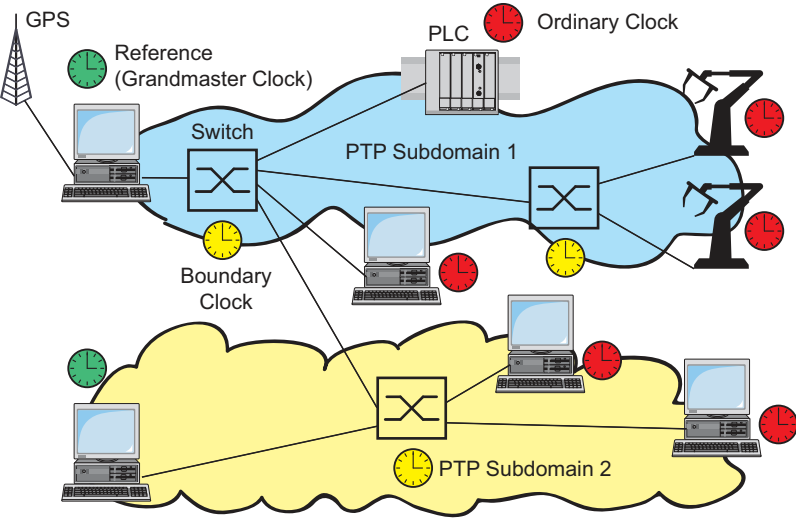 GPS
Reference
(Grandmaster Clock)
PLC
Ordinary Clock
Switch
PTP Subdomain 1
Boundary
Clock
PTP Subdomain 2